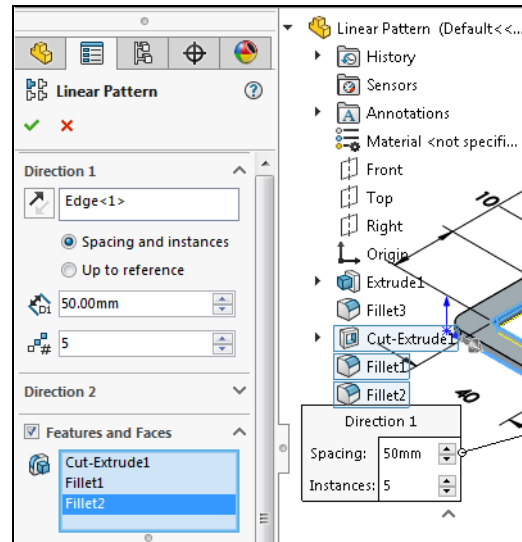 Linear Pattern
Direction 1
Edge<1>
Spacing and instances
Up to reference
D1
50.00mm
#
5
Direction 2
Features and Faces
Cut-Extrude1
Fillet1
Fillet2
Linear Pattern (Default<<...
History
Sensors
A Annotations
Material <not specifi...
Front
Top
Right
Origin
Extrude1
Fillet3
Cut-Extrude1
Fillet1
Fillet2
10
40
Direction 1
Spacing: 50mm
Instances: 5